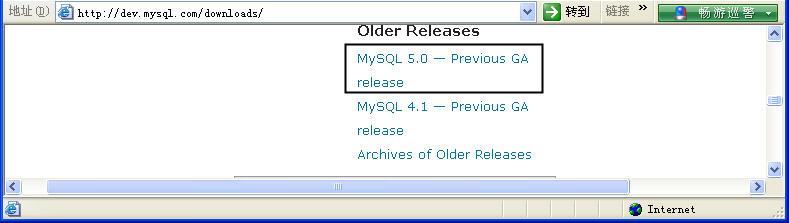 地址(D) http://dev.mysql.com/downloads/ 转到 链接 » 畅游巡警
Older Releases
MySQL 5.0 — Previous GA
release
MySQL 4.1 — Previous GA
release
Archives of Older Releases
Internet